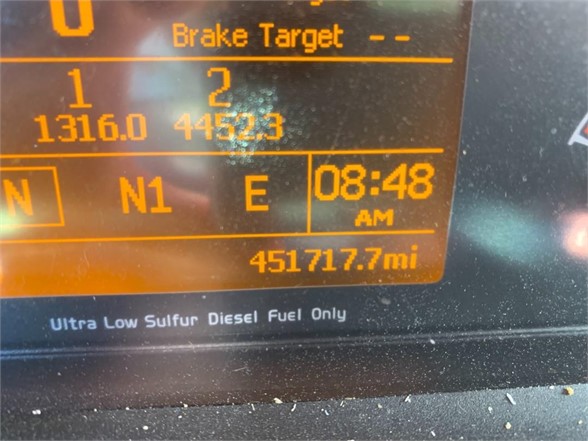 0
Brake Target --
1 2
1316.0 4452.3
N N1 E 08:48
AM
451717.7mi
Ultra Low Sulfur Diesel Fuel Only